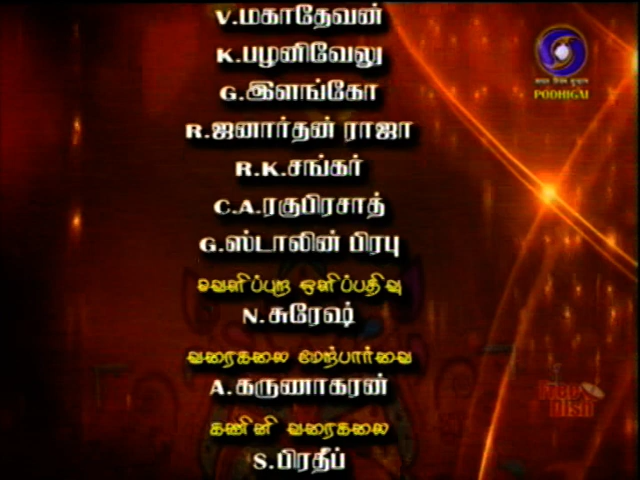 V.மகாதேவன்
K.பழனிவேலு
G.இளங்கோ
R.ஜனார்தன் ராஜா
R.K.சங்கர்
C.A.ரகுபிரசாத்
G.ஸ்டாலின் பிரபு
வெளிப்புற ஒளிப்பதிவு
N.சுரேஷ்
வரைகலை மேற்பார்வை
A.கருணாகரன்
கணினி வரைகலை
S.பிரதீப்
PODHIGAI
Free Dish